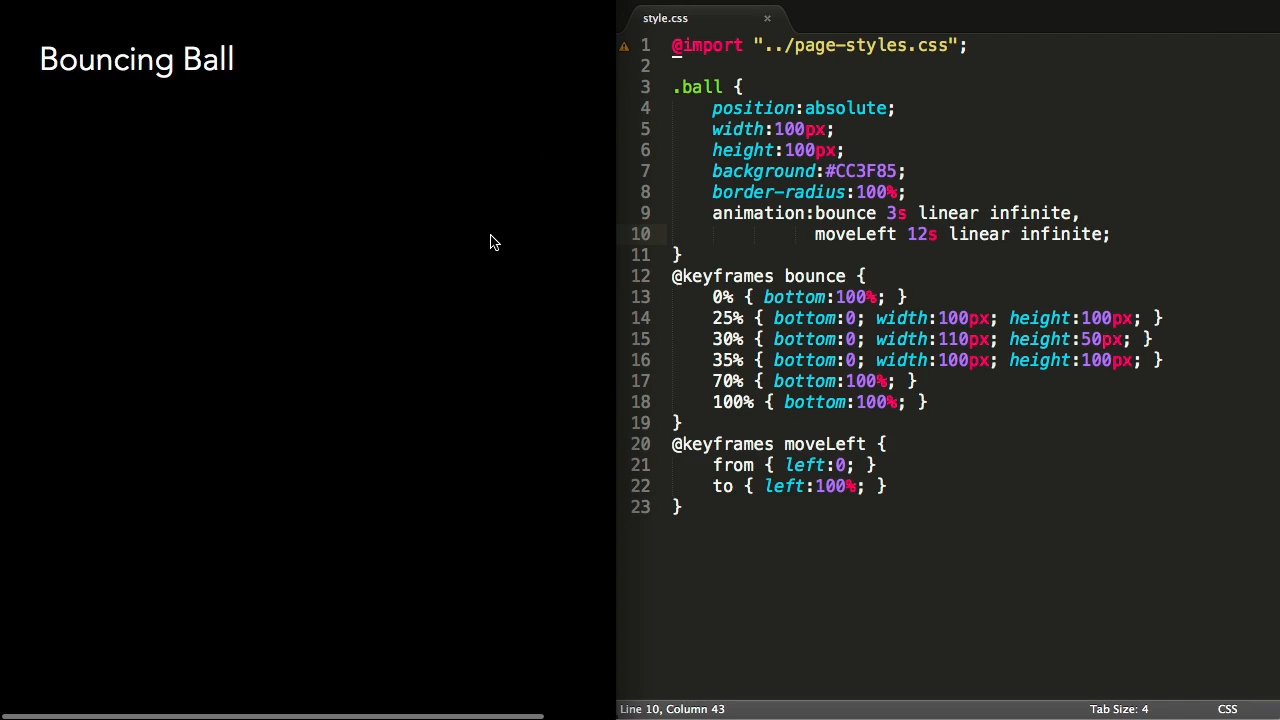 Bouncing Ball
style.css ×
1 @import "../page-styles.css";
2
3 .ball {
4 position:absolute;
5 width:100px;
6 height:100px;
7 background:#CC3F85;
8 border-radius:100%;
9 animation:bounce 3s linear infinite,
10 moveLeft 12s linear infinite;
11 }
12 @keyframes bounce {
13 0% { bottom:100%; }
14 25% { bottom:0; width:100px; height:100px; }
15 30% { bottom:0; width:110px; height:50px; }
16 35% { bottom:0; width:100px; height:100px; }
17 70% { bottom:100%; }
18 100% { bottom:100%; }
19 }
20 @keyframes moveLeft {
21 from { left:0; }
22 to { left:100%; }
23 }
Line 10, Column 43 Tab Size: 4 CSS